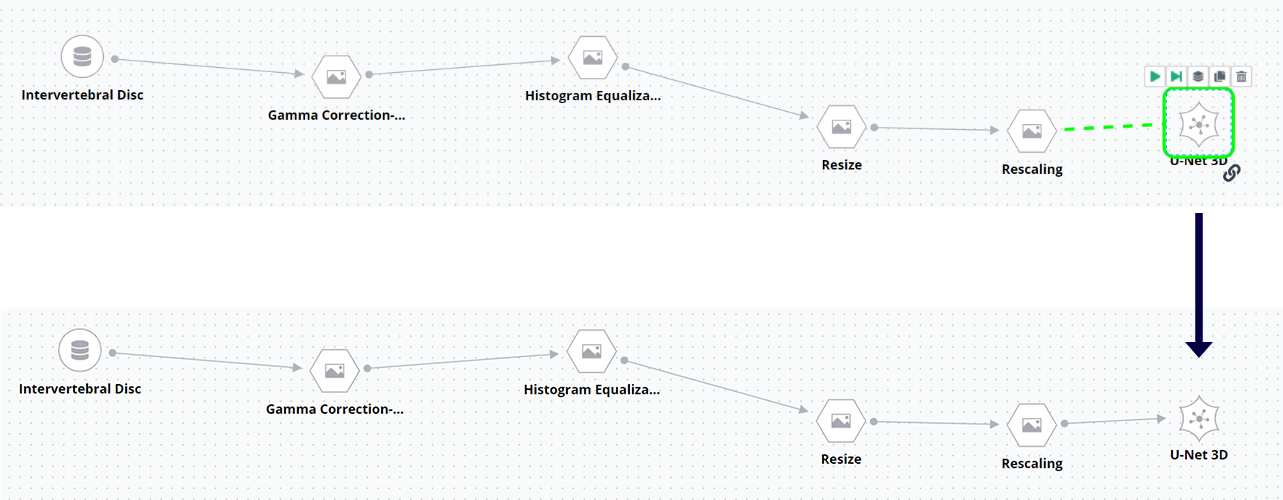 Intervertebral Disc
Gamma Correction-...
Histogram Equaliza...
Resize
Rescaling
U-Net 3D
Intervertebral Disc
Gamma Correction-...
Histogram Equaliza...
Resize
Rescaling
U-Net 3D